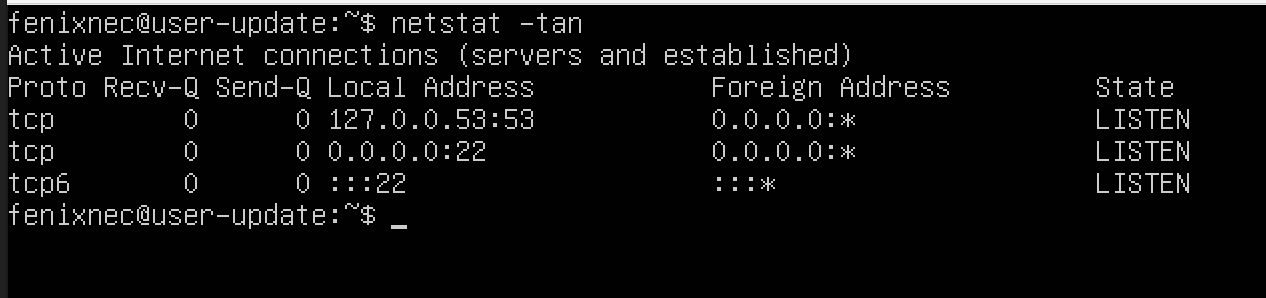 fenixnec@user-update:~$ netstat -tan
Active Internet connections (servers and established)
Proto Recv-Q Send-Q Local Address           Foreign Address         State
tcp        0      0 127.0.0.53:53           0.0.0.0:*               LISTEN
tcp        0      0 0.0.0.0:22              0.0.0.0:*               LISTEN
tcp6       0      0 :::22                   :::*                    LISTEN
fenixnec@user-update:~$ _